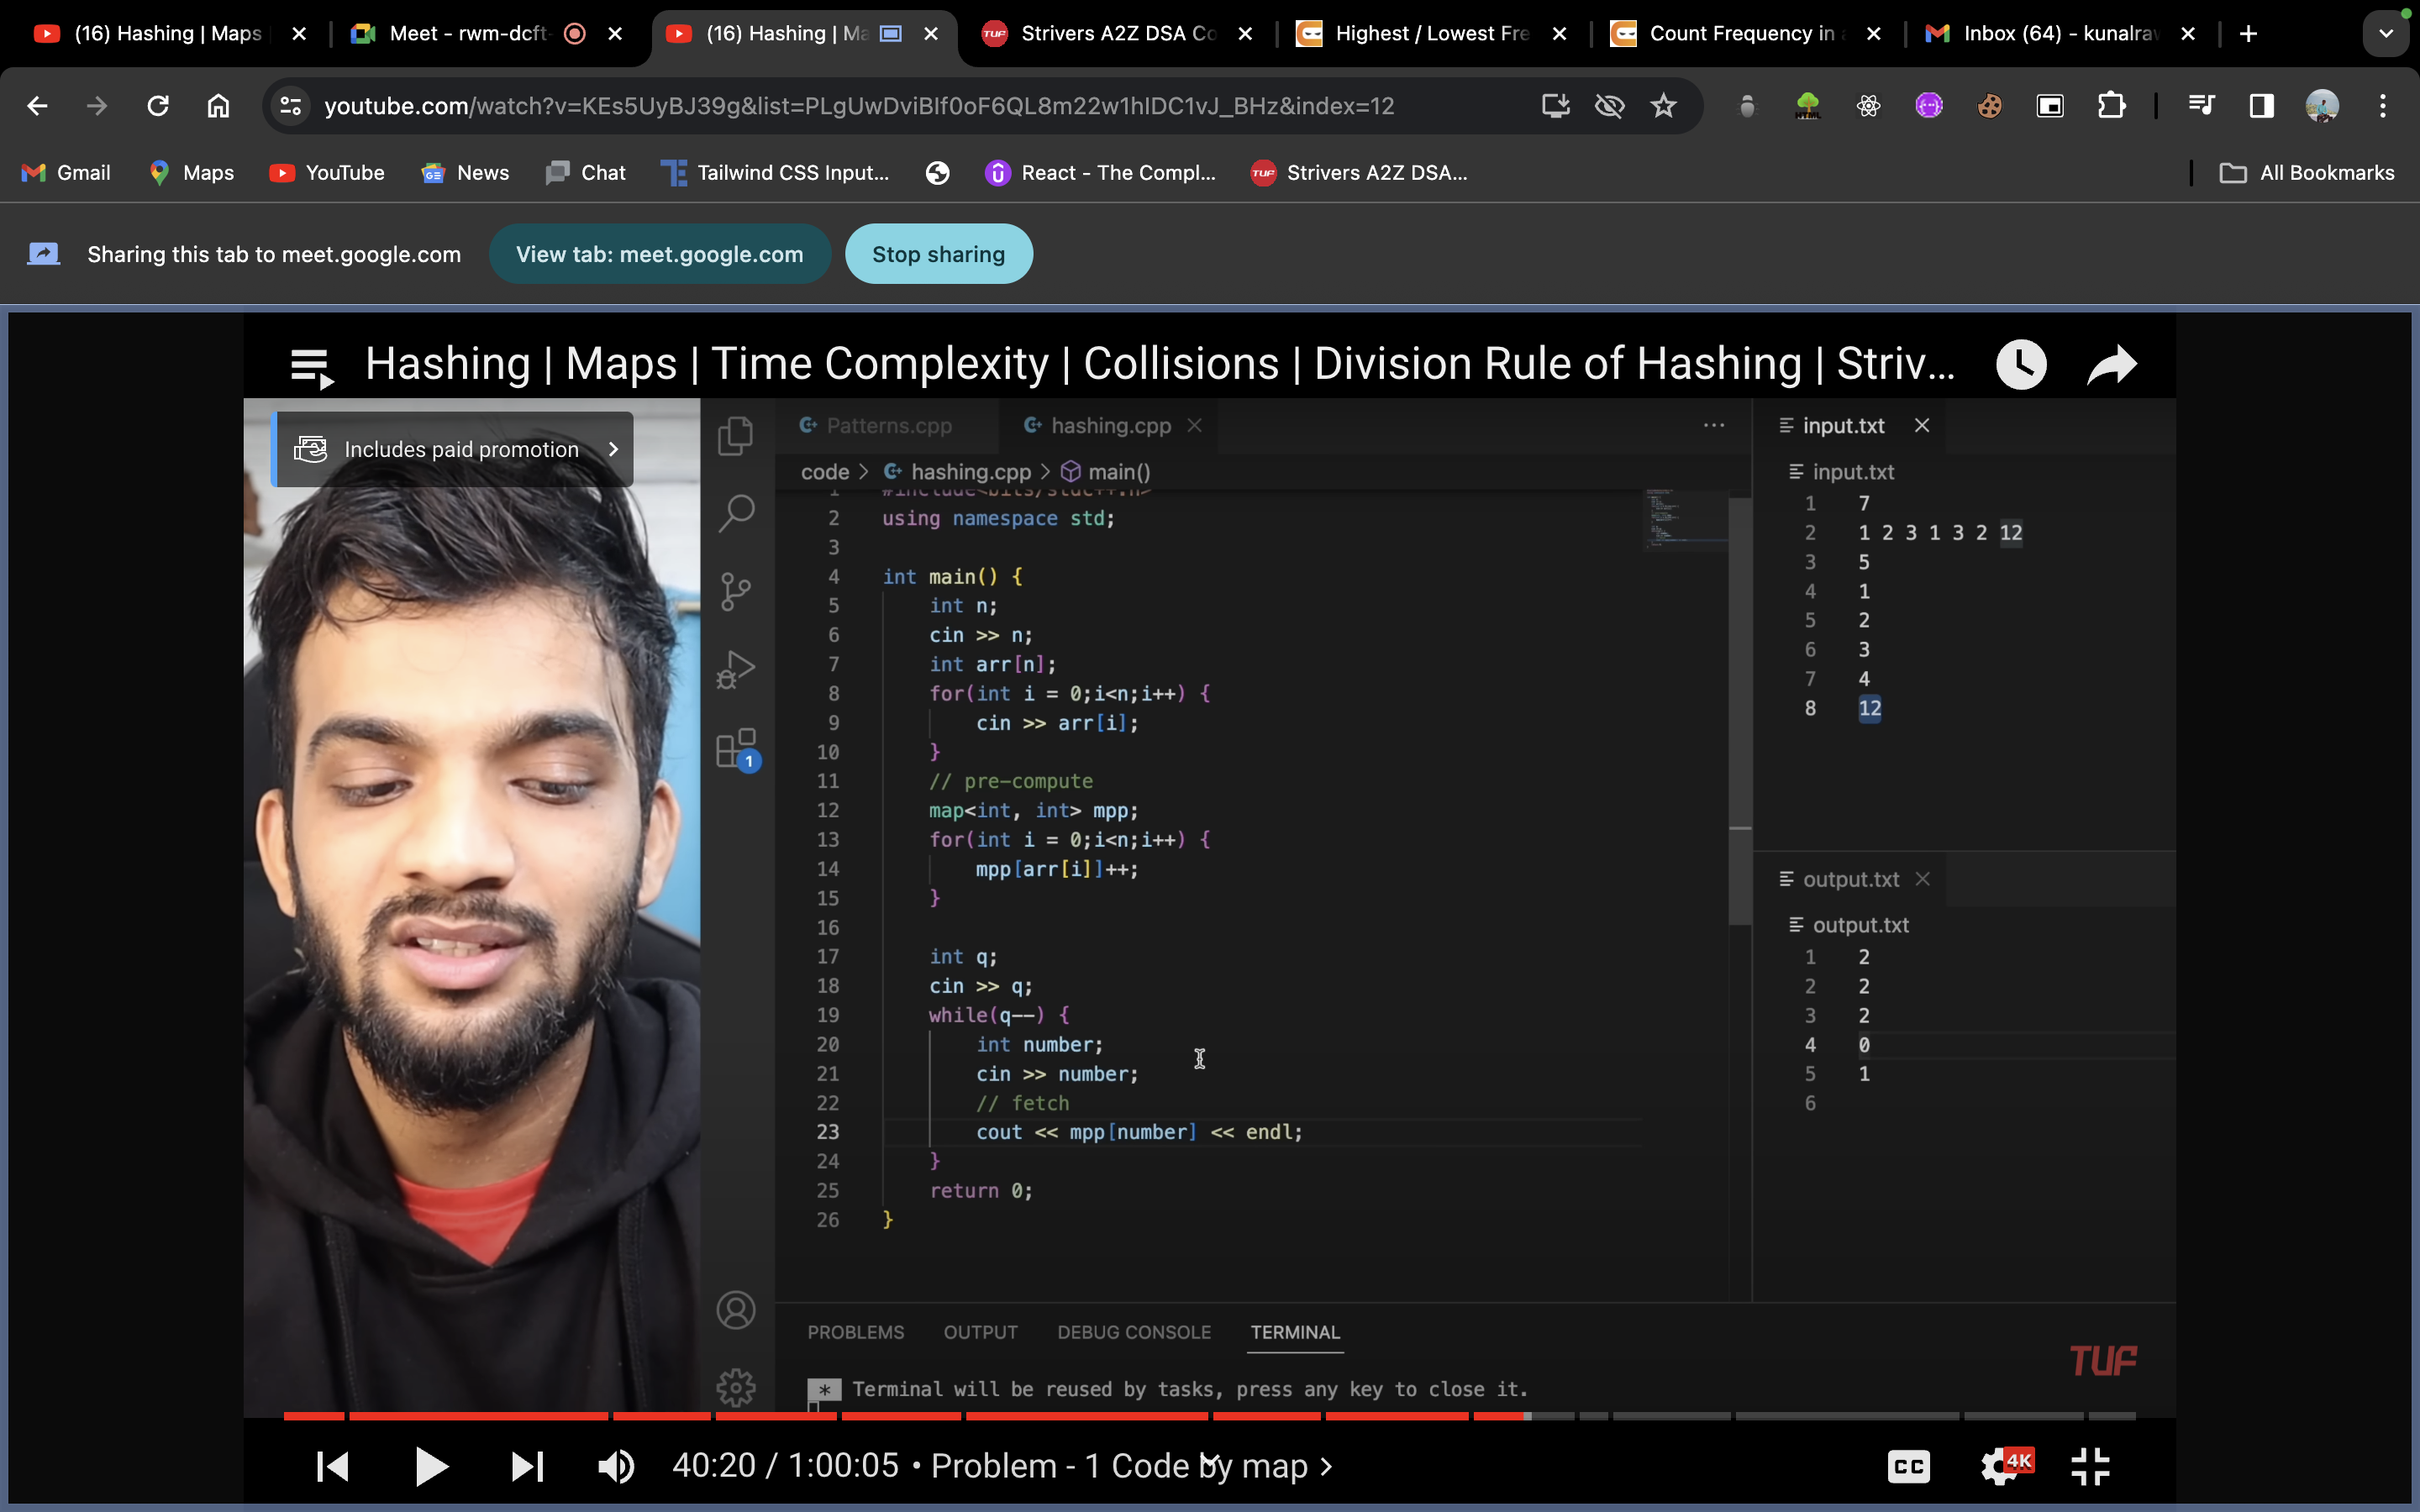 (16) Hashing | Maps
Meet - rwm-dcft-
(16) Hashing | Ma
Strivers A2Z DSA Co
Highest / Lowest Fre
Count Frequency in a
Inbox (64) - kunalraw
youtube.com/watch?v=KEs5UyBJ39g&list=PLgUwDviBIf0oF6QL8m22w1hIDC1vJ_BHz&index=12
Gmail
Maps
YouTube
News
Chat
Tailwind CSS Input...
React - The Compl...
Strivers A2Z DSA...
All Bookmarks
Sharing this tab to meet.google.com
View tab: meet.google.com
Stop sharing
Hashing | Maps | Time Complexity | Collisions | Division Rule of Hashing | Striv...
Includes paid promotion
Patterns.cpp
hashing.cpp
code > hashing.cpp > main()
1 #include<bits/stdc++.h>
2 using namespace std;
3
4 int main() {
5 int n;
6 cin >> n;
7 int arr[n];
8 for(int i = 0;i<n;i++) {
9 cin >> arr[i];
10 }
11 // pre-compute
12 map<int, int> mpp;
13 for(int i = 0;i<n;i++) {
14 mpp[arr[i]]++;
15 }
16
17 int q;
18 cin >> q;
19 while(q--) {
20 int number;
21 cin >> number;
22 // fetch
23 cout << mpp[number] << endl;
24 }
25 return 0;
26 }
input.txt
input.txt
1 7
2 1 2 3 1 3 2 12
3 5
4 1
5 2
6 3
7 4
8 12
output.txt
output.txt
1 2
2 2
3 2
4 0
5 1
6
1
PROBLEMS OUTPUT DEBUG CONSOLE TERMINAL
TUF
* Terminal will be reused by tasks, press any key to close it.
40:20 / 1:00:05 • Problem - 1 Code by map >
CC
4K